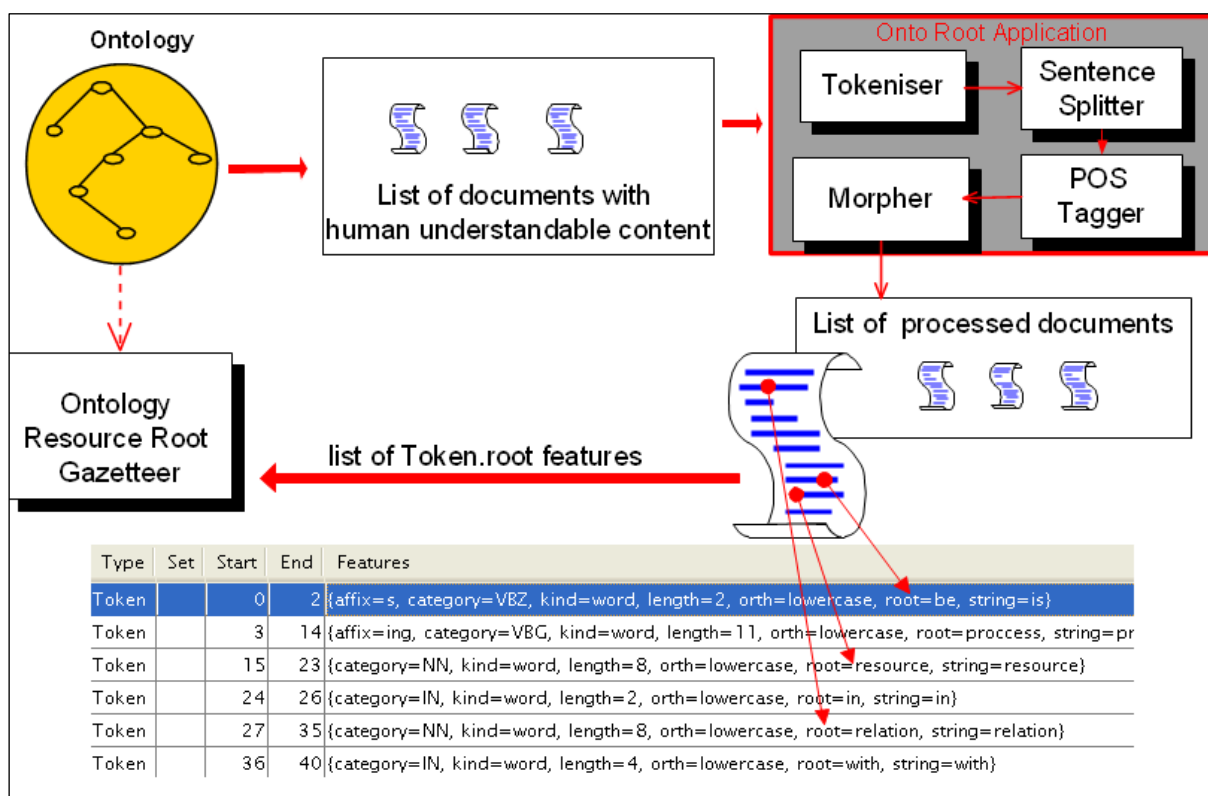 Ontology
List of documents with
human understandable content
Onto Root Application
Tokeniser
Sentence
Splitter
Morpher
POS
Tagger
List of processed documents
Ontology
Resource Root
Gazetteer
list of Token.root features
Type Set Start End Features
Token 0 2 {affix=s, category=VBZ, kind=word, length=2, orth=lowercase, root=be, string=is}
Token 3 14 {affix=ing, category=VBG, kind=word, length=11, orth=lowercase, root=proccess, string=pr
Token 15 23 {category=NN, kind=word, length=8, orth=lowercase, root=resource, string=resource}
Token 24 26 {category=IN, kind=word, length=2, orth=lowercase, root=in, string=in}
Token 27 35 {category=NN, kind=word, length=8, orth=lowercase, root=relation, string=relation}
Token 36 40 {category=IN, kind=word, length=4, orth=lowercase, root=with, string=with}